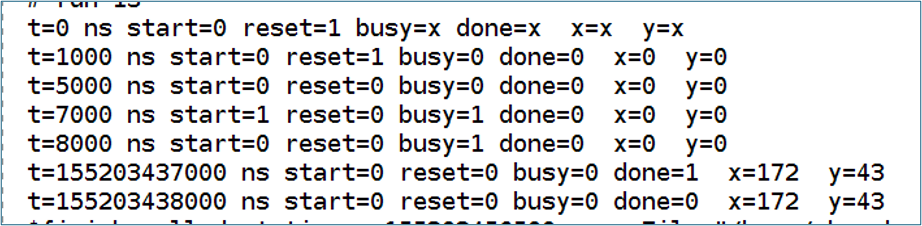 t=0 ns start=0 reset=1 busy=x done=x  x=x  y=x
t=1000 ns start=0 reset=1 busy=0 done=0  x=0  y=0
t=5000 ns start=0 reset=0 busy=0 done=0  x=0  y=0
t=7000 ns start=1 reset=0 busy=1 done=0  x=0  y=0
t=8000 ns start=0 reset=0 busy=1 done=0  x=0  y=0
t=155203437000 ns start=0 reset=0 busy=0 done=1  x=172  y=43
t=155203438000 ns start=0 reset=0 busy=0 done=0  x=172  y=43